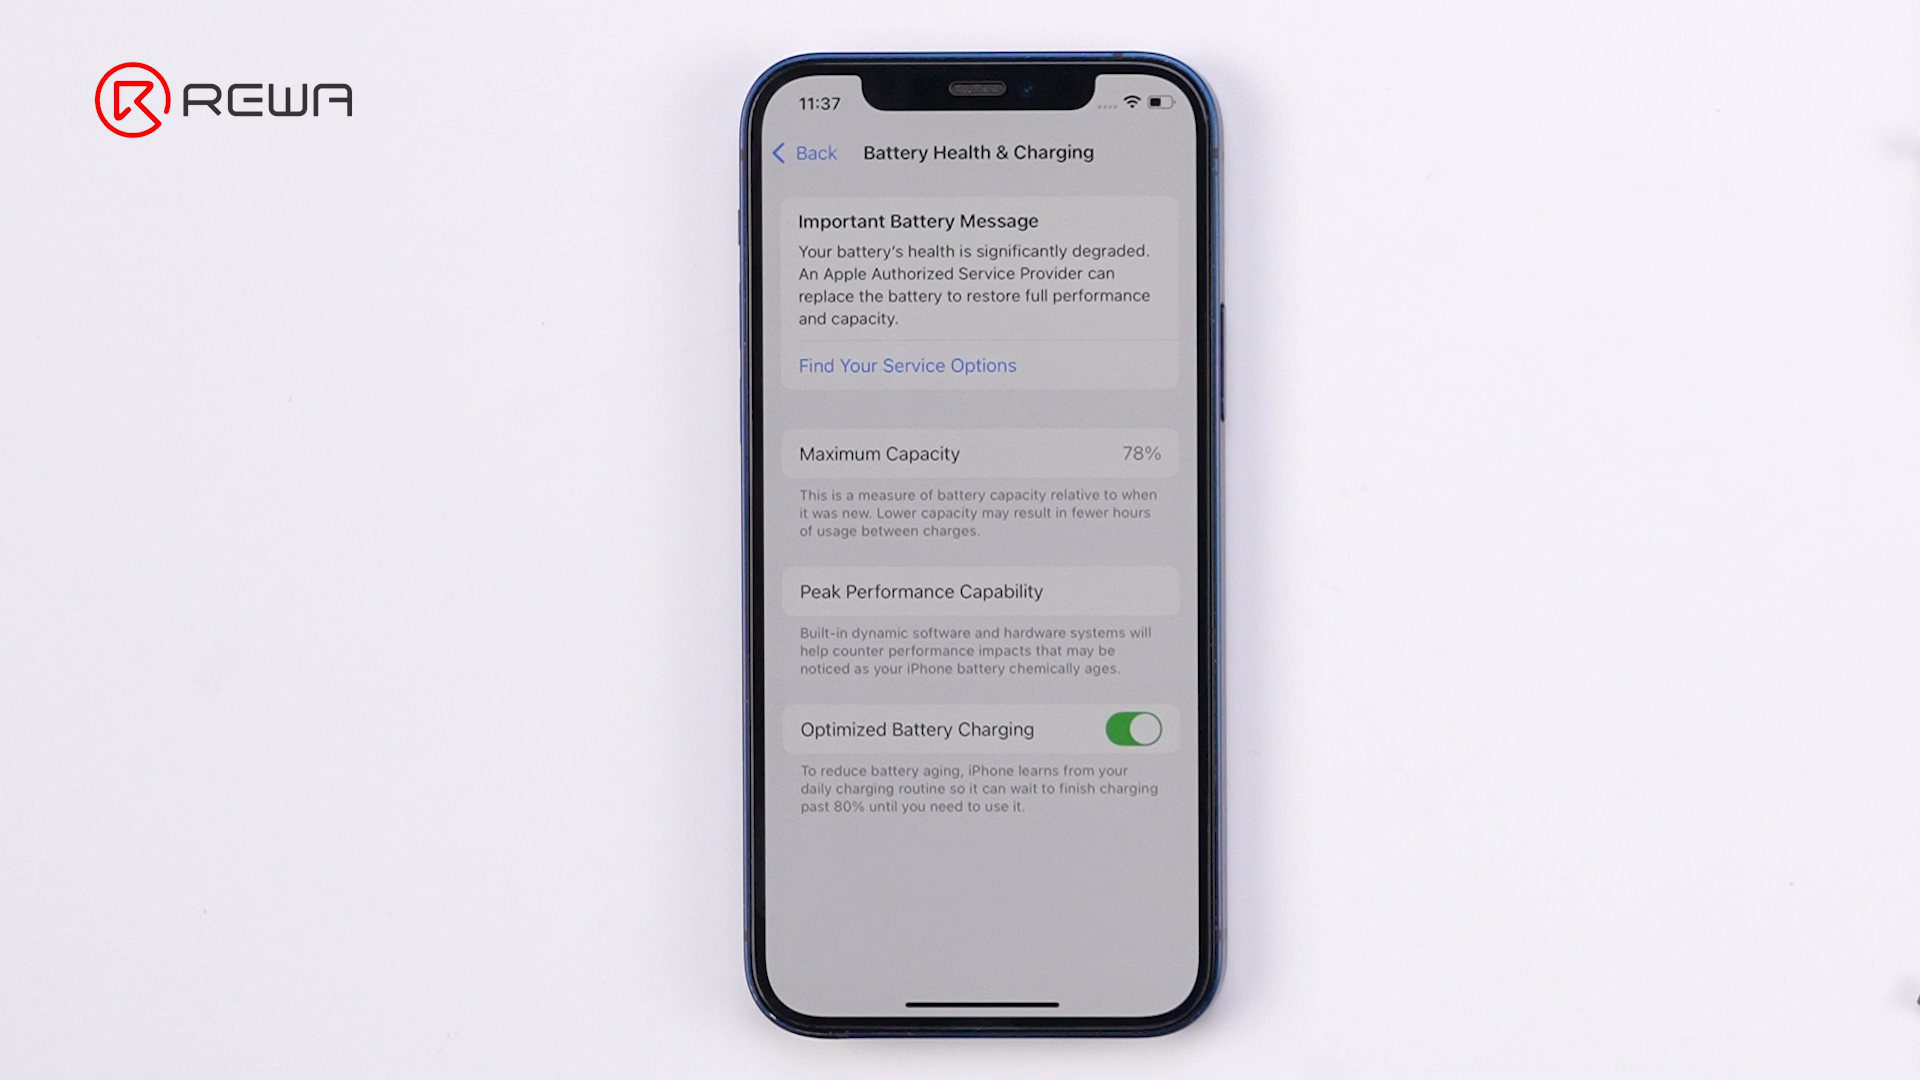 REWA
11:37
Back
Battery Health & Charging
Important Battery Message
Your battery's health is significantly degraded.
An Apple Authorized Service Provider can
replace the battery to restore full performance
and capacity.
Find Your Service Options
Maximum Capacity 78%
This is a measure of battery capacity relative to when
it was new. Lower capacity may result in fewer hours
of usage between charges.
Peak Performance Capability
Built-in dynamic software and hardware systems will
help counter performance impacts that may be
noticed as your iPhone battery chemically ages.
Optimized Battery Charging
To reduce battery aging, iPhone learns from your
daily charging routine so it can wait to finish charging
past 80% until you need to use it.